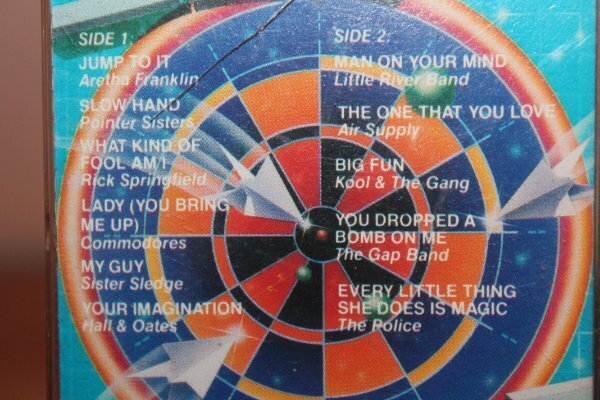 SIDE 1:
JUMP TO IT
Aretha Franklin
SLOW HAND
Pointer Sisters
WHAT KIND OF
FOOL AM I
Rick Springfield
LADY (YOU BRING
ME UP)
Commodores
MY GUY
Sister Sledge
YOUR IMAGINATION
Hall & Oates
SIDE 2:
MAN ON YOUR MIND
Little River Band
THE ONE THAT YOU LOVE
Air Supply
BIG FUN
Kool & The Gang
YOU DROPPED A
BOMB ON ME
The Gap Band
EVERY LITTLE THING
SHE DOES IS MAGIC
The Police